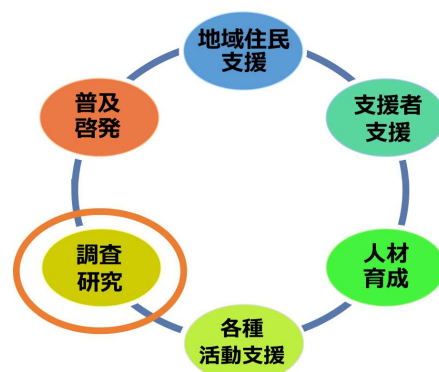 地域住民
支援
支援者
支援
人材
育成
各種
活動支援
調査
研究
普及
啓発